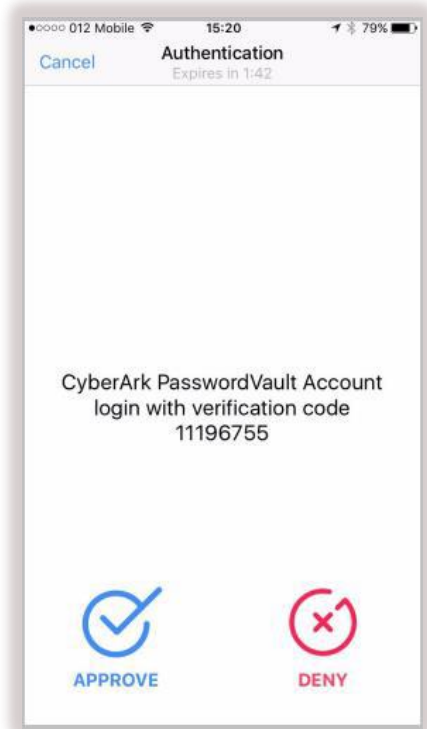 012 Mobile 15:20 79%
Cancel Authentication
Expires in 1:42
CyberArk PasswordVault Account
login with verification code
11196755
APPROVE DENY